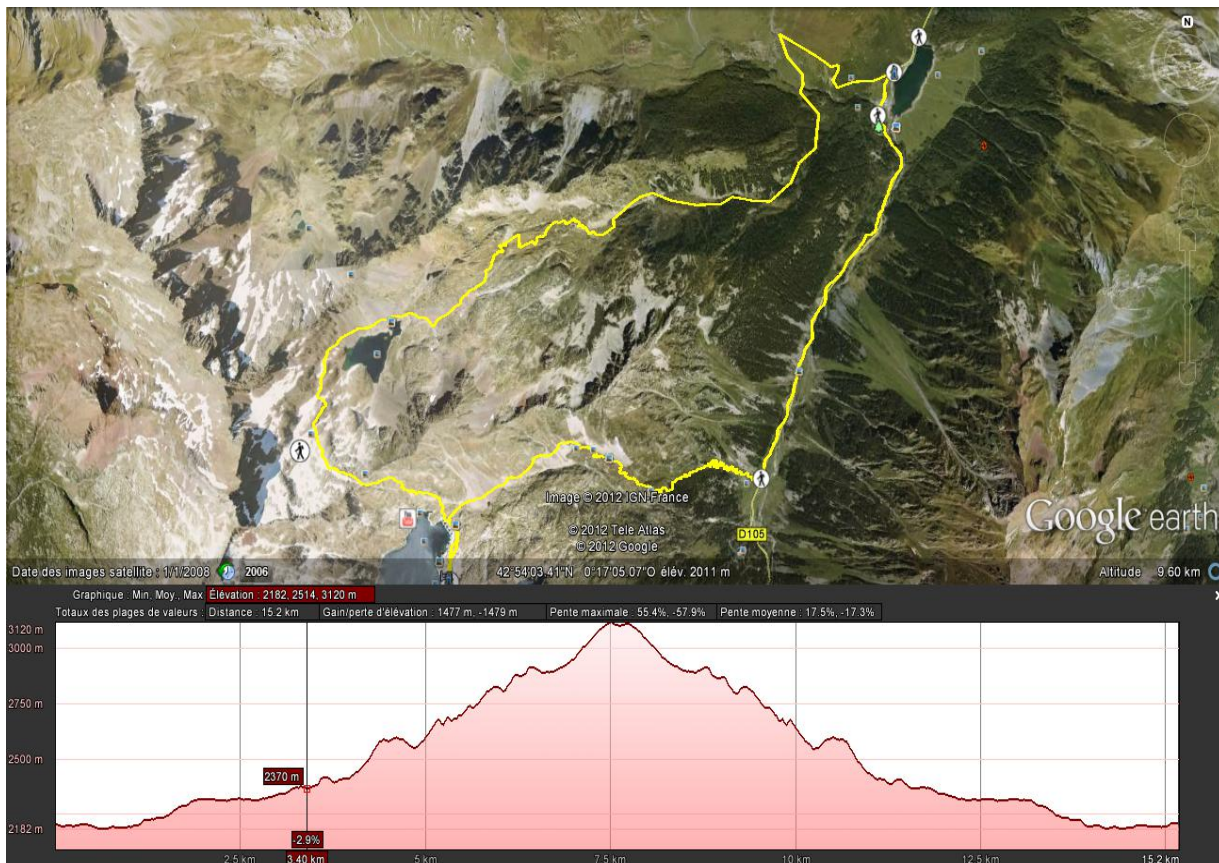 N
D105
Image © 2012 IGN France
© 2012 Tele Atlas
© 2012 Google
Google earth
Date des images satellite : 1/1/2008 2006 42°54'03.41"N 0°17'05.07"O élév. 2011 m Altitude 9.60 km
Graphique : Min, Moy., Max Élévation : 2182, 2514, 3120 m
Totaux des plages de valeurs : Distance : 15.2 km Gain/perte d'élévation : 1477 m, -1479 m Pente maximale : 55.4%, -57.9% Pente moyenne : 17.5%, -17.3%
3120 m
3000 m
2750 m
2500 m
2370 m
2182 m
-2.9%
2.5 km 3.40 km 5 km 7.5 km 10 km 12.5 km 15.2 km